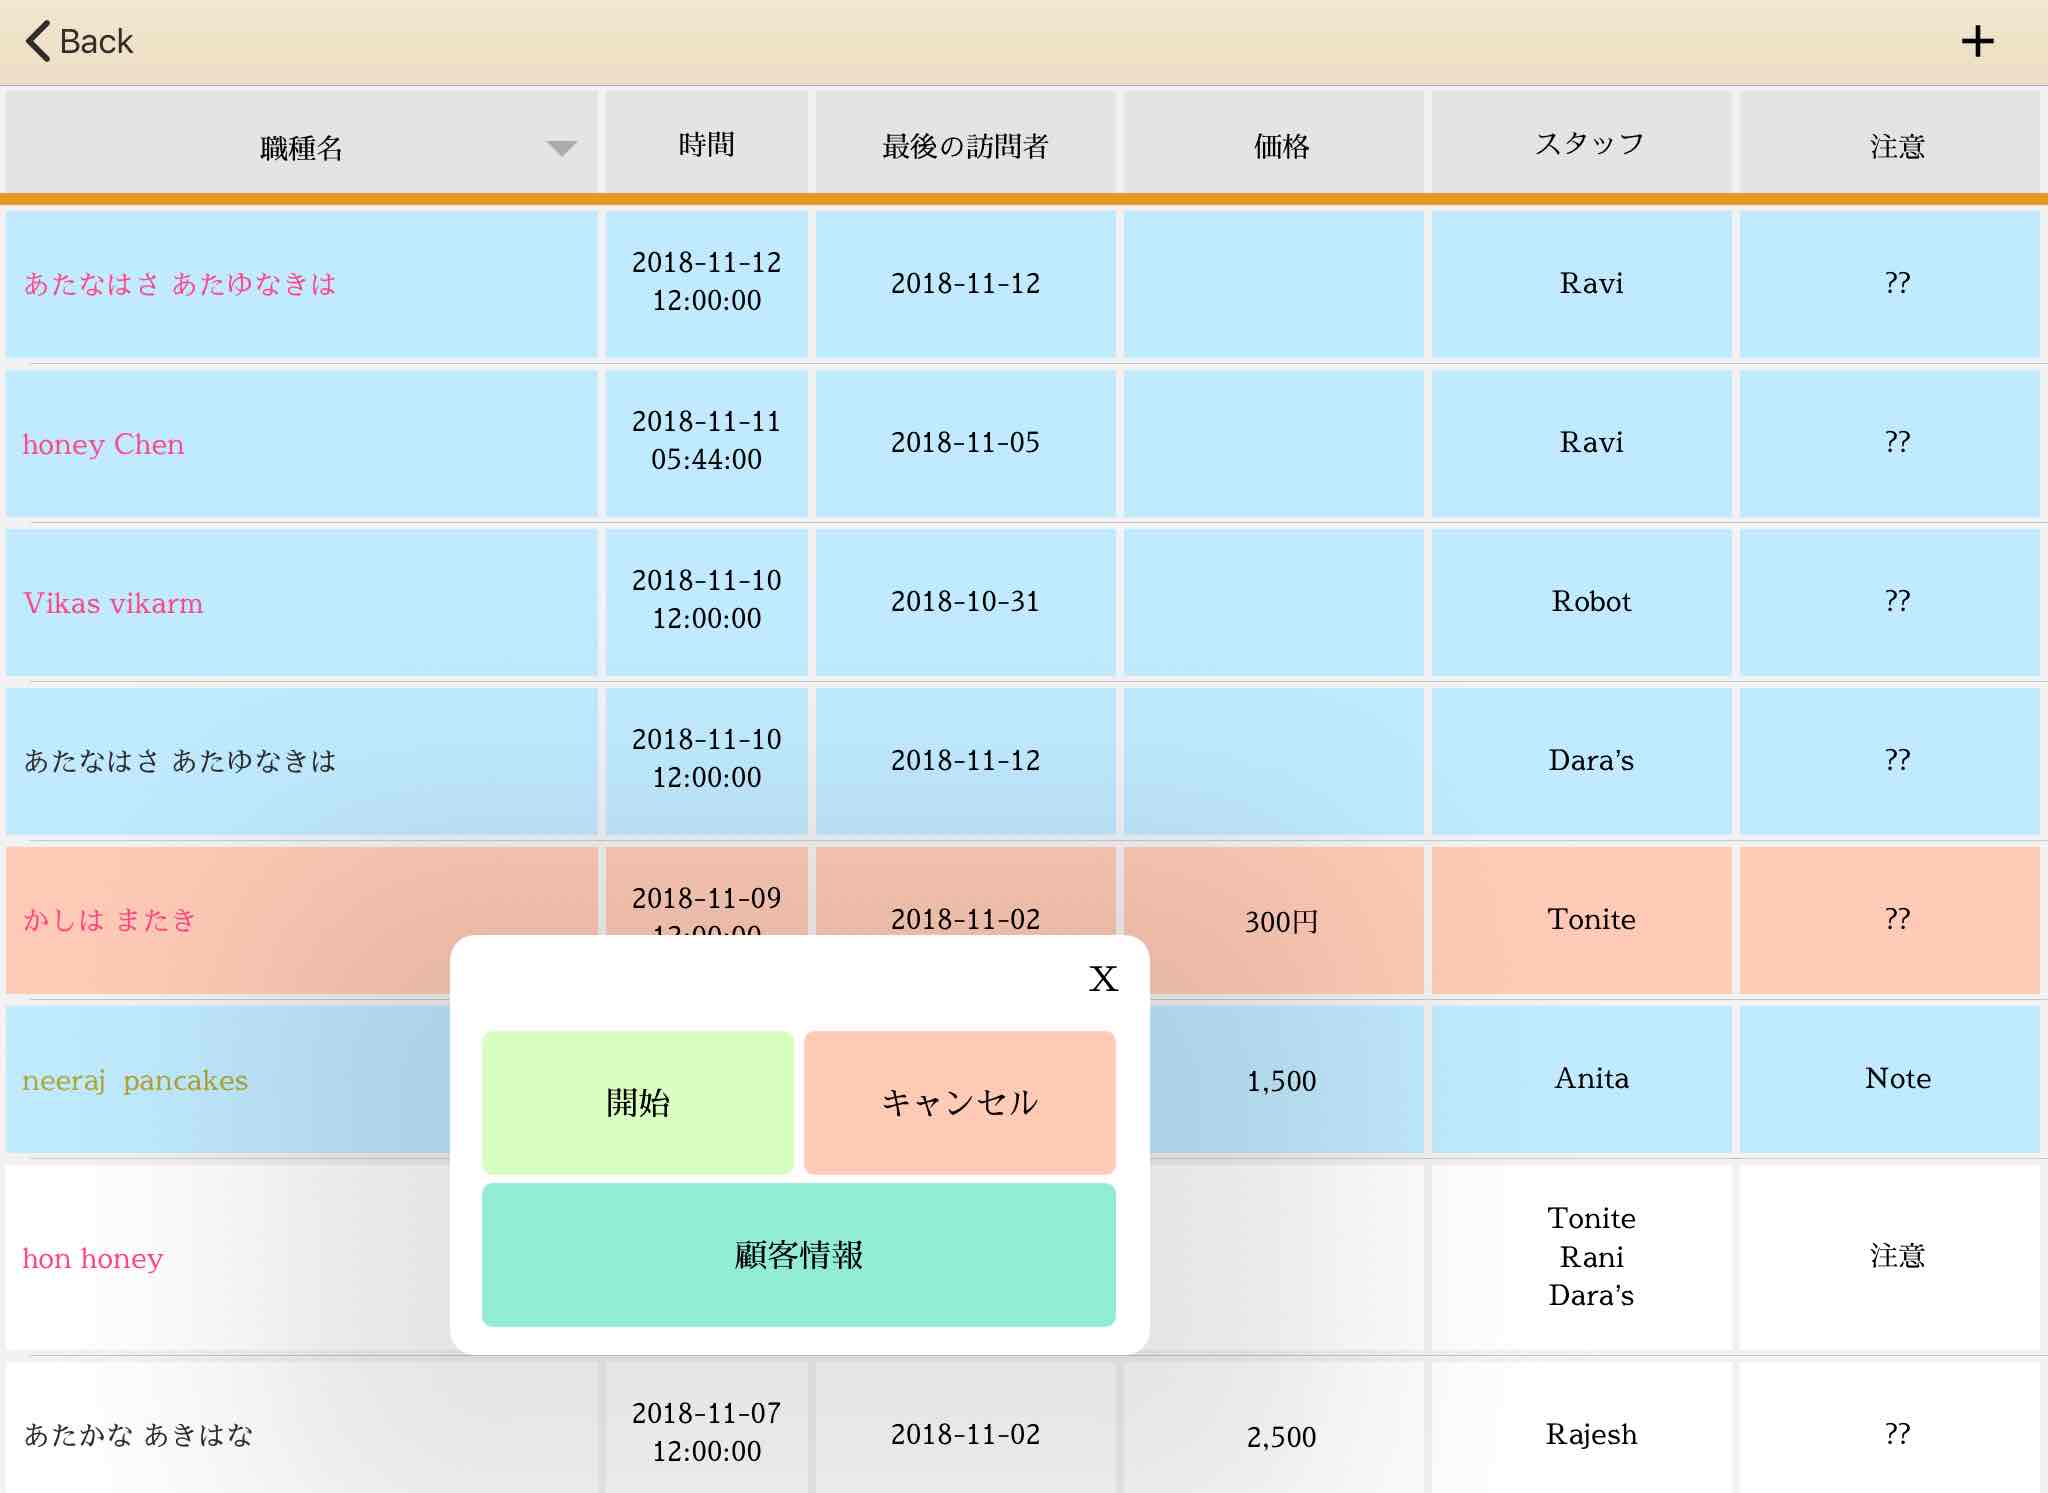 Back
+
職種名 時間 最後の訪問者 価格 スタッフ 注意
あたなはさ あたゆなきは 2018-11-12 12:00:00 2018-11-12 Ravi ??
honey Chen 2018-11-11 05:44:00 2018-11-05 Ravi ??
Vikas vikarm 2018-11-10 12:00:00 2018-10-31 Robot ??
あたなはさ あたゆなきは 2018-11-10 12:00:00 2018-11-12 Dara’s ??
かしは またき 2018-11-09 12:00:00 2018-11-02 300円 Tonite ??
neeraj pancakes 1,500 Anita Note
hon honey Tonite Rani Dara’s 注意
あたかな あきはな 2018-11-07 12:00:00 2018-11-02 2,500 Rajesh ??
X
開始 キャンセル
顧客情報